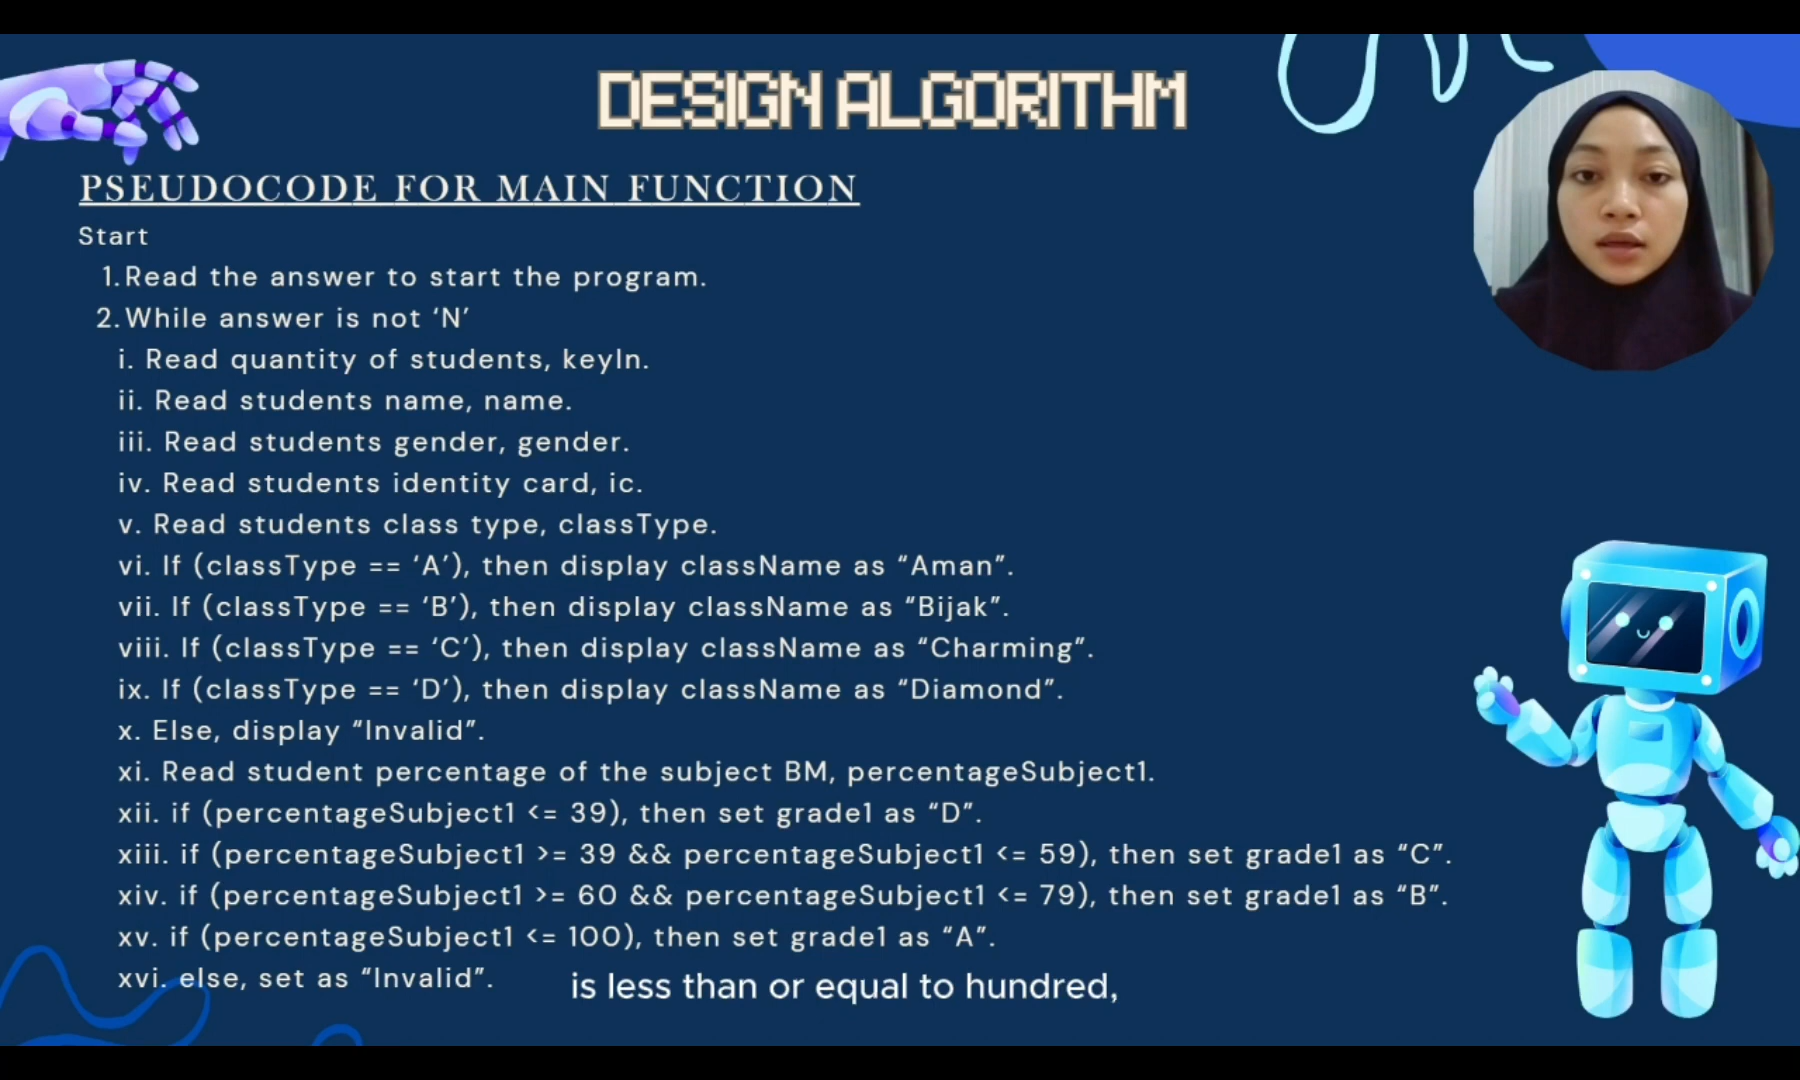 DESIGN ALGORITHM
PSEUDOCODE FOR MAIN FUNCTION
Start
1.Read the answer to start the program.
2.While answer is not ‘N’
i. Read quantity of students, keyIn.
ii. Read students name, name.
iii. Read students gender, gender.
iv. Read students identity card, ic.
v. Read students class type, classType.
vi. If (classType == ‘A’), then display className as “Aman”.
vii. If (classType == ‘B’), then display className as “Bijak”.
viii. If (classType == ‘C’), then display className as “Charming”.
ix. If (classType == ‘D’), then display className as “Diamond”.
x. Else, display “Invalid”.
xi. Read student percentage of the subject BM, percentageSubject1.
xii. if (percentageSubject1 <= 39), then set grade1 as “D”.
xiii. if (percentageSubject1 >= 39 && percentageSubject1 <= 59), then set grade1 as “C”.
xiv. if (percentageSubject1 >= 60 && percentageSubject1 <= 79), then set grade1 as “B”.
xv. if (percentageSubject1 <= 100), then set grade1 as “A”.
xvi. else, set as “Invalid”.
is less than or equal to hundred,